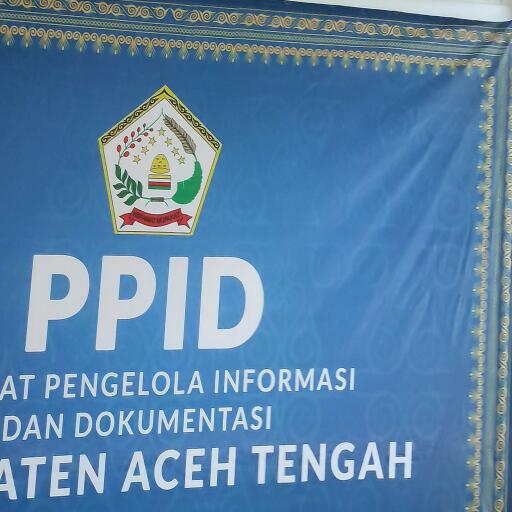 PPID
AT PENGELOLA INFORMASI
DAN DOKUMENTASI
ATEN ACEH TENGAH